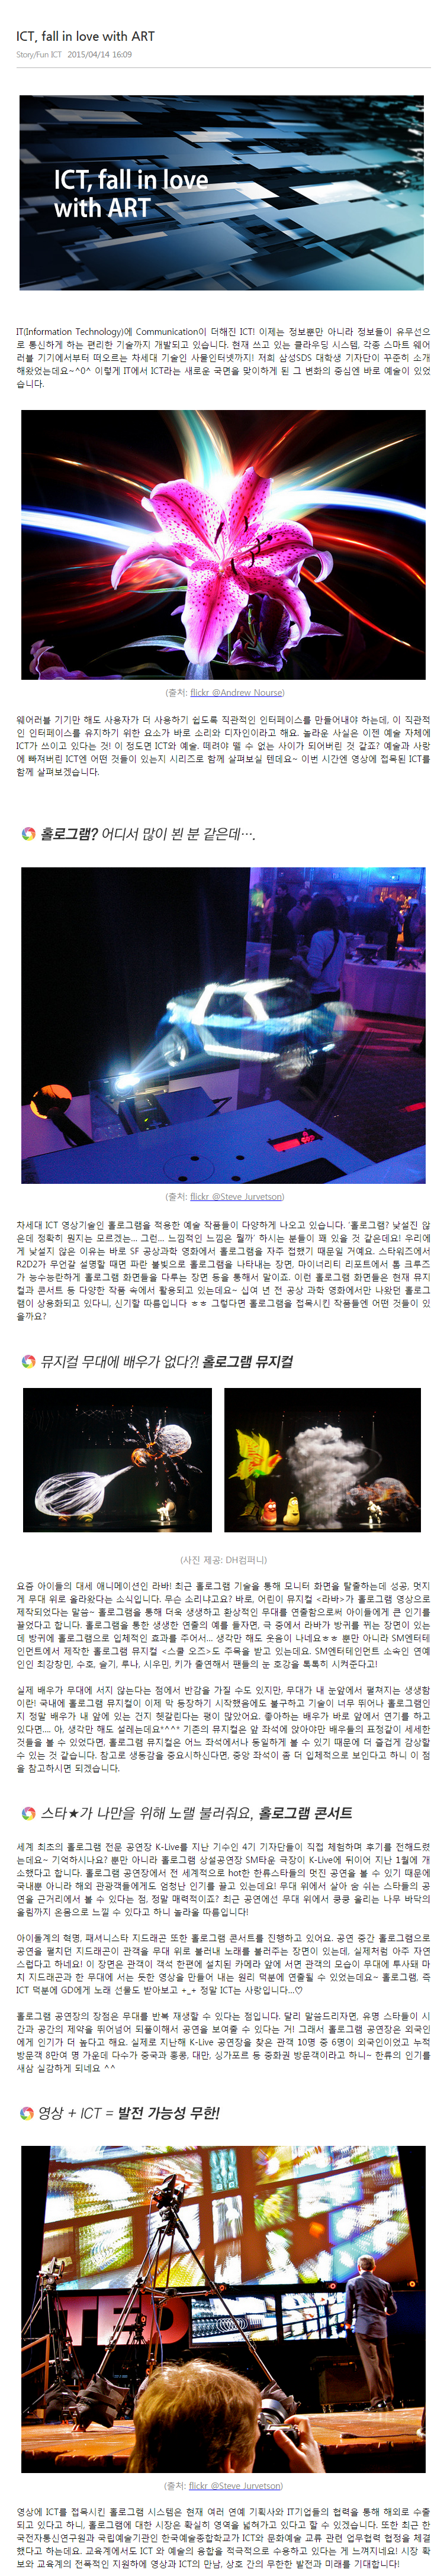 ICT, fall in love with ART
Story/Fun ICT 2015/04/14 16:09
ICT, fall in love
with ART
IT(Information Technology)에 Communication이 더해진 ICT! 이제는 정보뿐만 아니라 정보들이 유무선으
로 통신하게 하는 편리한 기술까지 개발되고 있습니다. 현재 쓰고 있는 클라우딩 시스템, 각종 스마트 웨어
러블 기기에서부터 떠오르는 차세대 기술인 사물인터넷까지! 저희 삼성SDS 대학생 기자단이 꾸준히 소개
해왔었는데요~^0^ 이렇게 IT에서 ICT라는 새로운 국면을 맞이하게 된 그 변화의 중심엔 바로 예술이 있었
습니다.
(출처: flickr @Andrew Nourse)
웨어러블 기기만 해도 사용자가 더 사용하기 쉽도록 직관적인 인터페이스를 만들어내야 하는데, 이 직관적
인 인터페이스를 유지하기 위한 요소가 바로 소리와 디자인이라고 해요. 놀라운 사실은 이젠 예술 자체에
ICT가 쓰이고 있다는 것! 이 정도면 ICT와 예술. 떼려야 뗄 수 없는 사이가 되어버린 것 같죠? 예술과 사랑
에 빠져버린 ICT엔 어떤 것들이 있는지 시리즈로 함께 살펴보실 텐데요~ 이번 시간엔 영상에 접목된 ICT를
함께 살펴보겠습니다.
홀로그램? 어디서 많이 뵌 분 같은데….
(출처: flickr @Steve Jurvetson)
차세대 ICT 영상기술인 홀로그램을 적용한 예술 작품들이 다양하게 나오고 있습니다. '홀로그램? 낯설진 않
은데 정확히 뭔지는 모르겠는… 그런… 느낌적인 느낌은 뭘까' 하시는 분들이 꽤 있을 것 같은데요! 우리에
게 낯설지 않은 이유는 바로 SF 공상과학 영화에서 홀로그램을 자주 접했기 때문일 거예요. 스타워즈에서
R2D2가 무언갈 설명할 때면 파란 불빛으로 홀로그램을 나타내는 장면, 마이너리티 리포트에서 톰 크루즈
가 능수능란하게 홀로그램 화면들을 다루는 장면 등을 통해서 말이죠. 이런 홀로그램 화면들은 현재 뮤지
컬과 콘서트 등 다양한 작품 속에서 활용되고 있는데요~ 십여 년 전 공상 과학 영화에서만 나왔던 홀로그
램이 상용화되고 있다니, 신기할 따름입니다 ㅎㅎ 그렇다면 홀로그램을 접목시킨 작품들엔 어떤 것들이 있
을까요?
뮤지컬 무대에 배우가 없다?! 홀로그램 뮤지컬
(사진 제공: DH컴퍼니)
요즘 아이들의 대세 애니메이션인 라바! 최근 홀로그램 기술을 통해 모니터 화면을 탈출하는데 성공, 멋지
게 무대 위로 올라왔다는 소식입니다. 무슨 소리냐고요? 바로, 어린이 뮤지컬 <라바>가 홀로그램 영상으로
제작되었다는 말씀~ 홀로그램을 통해 더욱 생생하고 환상적인 무대를 연출함으로써 아이들에게 큰 인기를
끌었다고 합니다. 홀로그램을 통한 생생한 연출의 예를 들자면, 극 중에서 라바가 방귀를 뀌는 장면이 있는
데 방귀에 홀로그램으로 입체적인 효과를 주어서… 생각만 해도 웃음이 나네요ㅎㅎ 뿐만 아니라 SM엔터테
인먼트에서 제작한 홀로그램 뮤지컬 <스쿨 오즈>도 주목을 받고 있는데요. SM엔터테인먼트 소속인 연예
인인 최강창민, 수호, 슬기, 루나, 시우민, 키가 출연해서 팬들의 눈 호강을 톡톡히 시켜준다고!
실제 배우가 무대에 서지 않는다는 점에서 반감을 가질 수도 있지만, 무대가 내 눈앞에서 펼쳐지는 생생함
이란! 국내에 홀로그램 뮤지컬이 이제 막 등장하기 시작했음에도 불구하고 기술이 너무 뛰어나 홀로그램인
지 정말 배우가 내 앞에 있는 건지 헷갈린다는 평이 많았어요. 좋아하는 배우가 바로 앞에서 연기를 하고
있다면…. 아, 생각만 해도 설레는데요*^^* 기존의 뮤지컬은 앞 좌석에 앉아야만 배우들의 표정같이 세세한
것들을 볼 수 있었다면, 홀로그램 뮤지컬은 어느 좌석에서나 동일하게 볼 수 있기 때문에 더 즐겁게 감상할
수 있는 것 같습니다. 참고로 생동감을 중요시하신다면, 중앙 좌석이 좀 더 입체적으로 보인다고 하니 이 점
을 참고하시면 되겠습니다.
스타★가 나만을 위해 노랠 불러줘요, 홀로그램 콘서트
세계 최초의 홀로그램 전문 공연장 K-Live를 지난 기수인 4기 기자단들이 직접 체험하며 후기를 전해드렸
는데요~ 기억하시나요? 뿐만 아니라 홀로그램 상설공연장 SM타운 극장이 K-Live에 뒤이어 지난 1월에 개
소했다고 합니다. 홀로그램 공연장에서 전 세계적으로 hot한 한류스타들의 멋진 공연을 볼 수 있기 때문에
국내뿐 아니라 해외 관광객들에게도 엄청난 인기를 끌고 있는데요! 무대 위에서 살아 숨 쉬는 스타들의 공
연을 근거리에서 볼 수 있다는 점, 정말 매력적이죠? 최근 공연에선 무대 위에서 쿵쿵 울리는 나무 바닥의
울림까지 온몸으로 느낄 수 있다고 하니 놀라울 따름입니다!
아이돌계의 혁명, 패셔니스타 지드래곤 또한 홀로그램 콘서트를 진행하고 있어요. 공연 중간 홀로그램으로
공연을 펼치던 지드래곤이 관객을 무대 위로 불러내 노래를 불러주는 장면이 있는데, 실제처럼 아주 자연
스럽다고 하네요! 이 장면은 관객이 객석 한편에 설치된 카메라 앞에 서면 관객의 모습이 무대에 투사돼 마
치 지드래곤과 한 무대에 서는 듯한 영상을 만들어 내는 원리 덕분에 연출될 수 있었는데요~ 홀로그램, 즉
ICT 덕분에 GD에게 노래 선물도 받아보고 +_+ 정말 ICT는 사랑입니다…♡
홀로그램 공연장의 장점은 무대를 반복 재생할 수 있다는 점입니다. 달리 말씀드리자면, 유명 스타들이 시
간과 공간의 제약을 뛰어넘어 되풀이해서 공연을 보여줄 수 있다는 거! 그래서 홀로그램 공연장은 외국인
에게 인기가 더 높다고 해요. 실제로 지난해 K-Live 공연장을 찾은 관객 10명 중 6명이 외국인이었고 누적
방문객 8만여 명 가운데 다수가 중국과 홍콩, 대만, 싱가포르 등 중화권 방문객이라고 하니~ 한류의 인기를
새삼 실감하게 되네요 ^^
영상 + ICT = 발전 가능성 무한!
TED
(출처: flickr @Steve Jurvetson)
영상에 ICT를 접목시킨 홀로그램 시스템은 현재 여러 연예 기획사와 IT기업들의 협력을 통해 해외로 수출
되고 있다고 하니, 홀로그램에 대한 시장은 확실히 영역을 넓혀가고 있다고 할 수 있겠습니다. 또한 최근 한
국전자통신연구원과 국립예술기관인 한국예술종합학교가 ICT와 문화예술 교류 관련 업무협력 협정을 체결
했다고 하는데요. 교육계에서도 ICT 와 예술의 융합을 적극적으로 수용하고 있다는 게 느껴지네요! 시장 확
보와 교육계의 전폭적인 지원하에 영상과 ICT의 만남, 상호 간의 무한한 발전과 미래를 기대합니다!